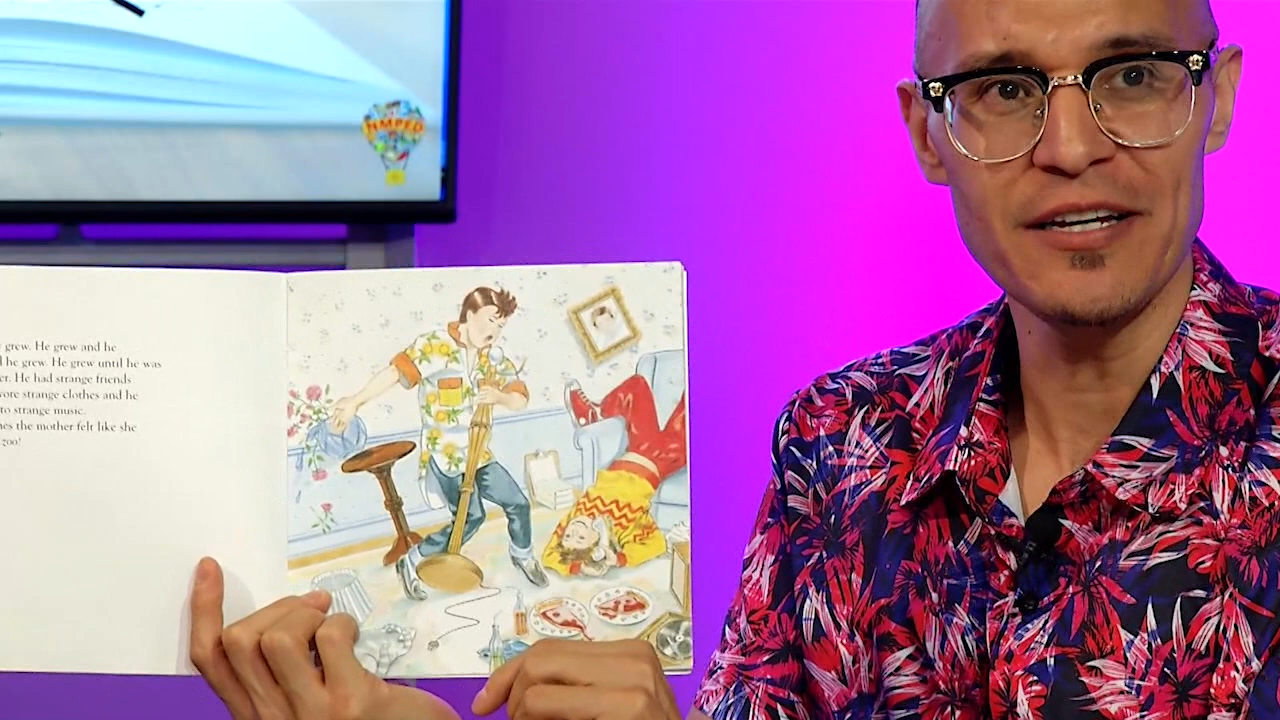 NMPED
grew. He grew and he
he grew. He grew until he was
er. He had strange friends
wore strange clothes and he
to strange music.
nes the mother felt like she
zoo!